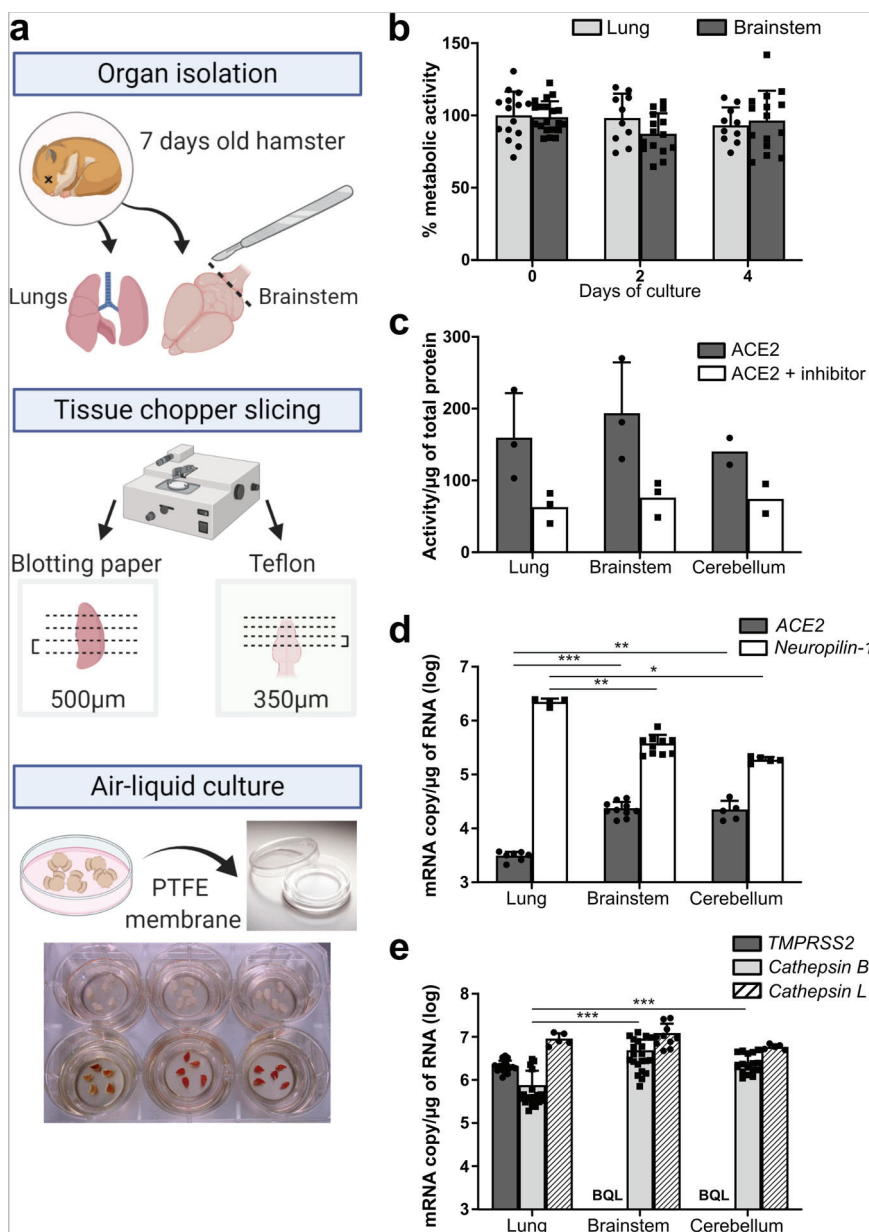 a
Organ isolation
7 days old hamster
Lungs
Brainstem
Tissue chopper slicing
Blotting paper
Teflon
500µm
350µm
Air-liquid culture
PTFE
membrane
b
Lung
Brainstem
% metabolic activity
150
100
50
0
0
2
4
Days of culture
c
ACE2
ACE2 + inhibitor
Activity/µg of total protein
300
200
100
0
Lung
Brainstem
Cerebellum
d
ACE2
Neuropilin-1
**
***
*
**
mRNA copy/µg of RNA (log)
7
6
5
4
3
Lung
Brainstem
Cerebellum
e
TMPRSS2
Cathepsin B
Cathepsin L
***
***
mRNA copy/µg of RNA (log)
8
7
6
5
4
3
BQL
BQL
Lung
Brainstem
Cerebellum